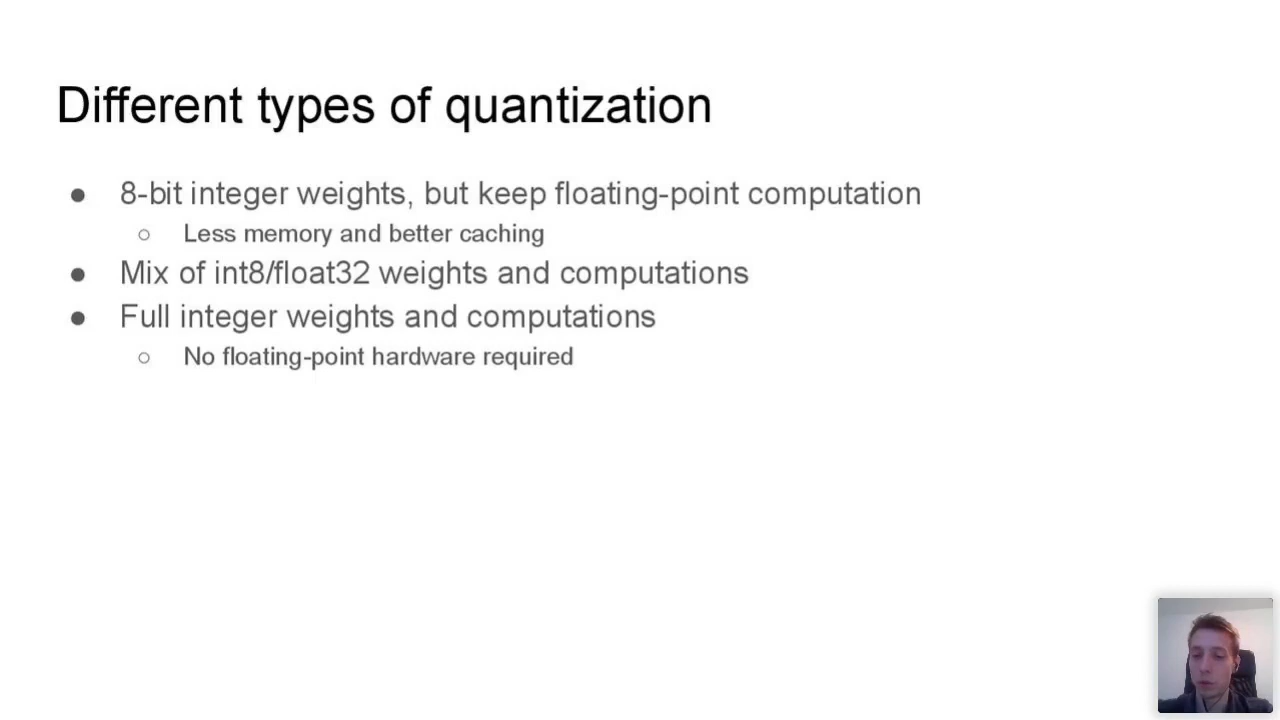 Different types of quantization
● 8-bit integer weights, but keep floating-point computation
○ Less memory and better caching
● Mix of int8/float32 weights and computations
● Full integer weights and computations
○ No floating-point hardware required